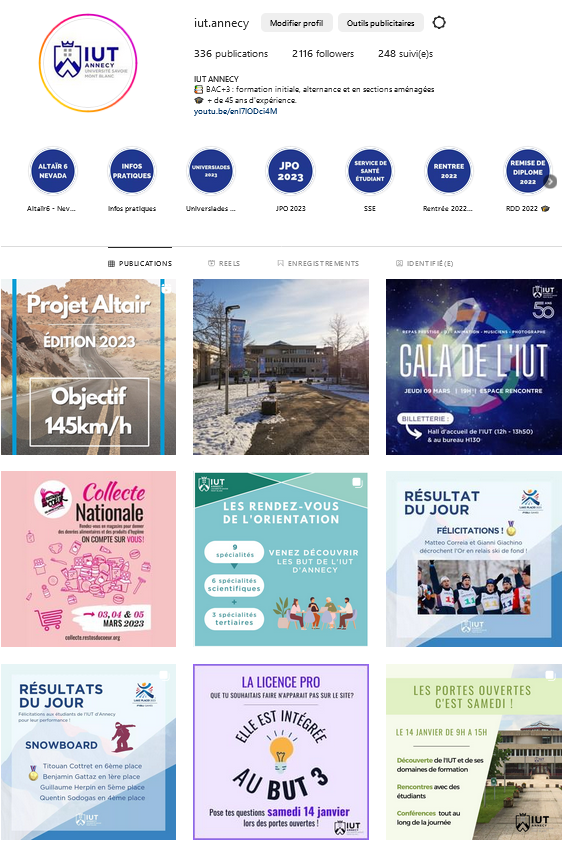 iut.annecy
Modifier profil
Outils publicitaires
336 publications
2 116 followers
248 suivi(e)s
IUT ANNECY
BAC+3 : formation initiale, alternance et en sections aménagées
+ de 45 ans d'expérience.
youtu.be/enI7lODci4M
IUT
ANNECY
UNIVERSITÉ SAVOIE
MONT BLANC
ALTAÏR 6
NEVADA
INFOS
PRATIQUES
UNIVERSIADES
2023
JPO
2023
SERVICE DE
SANTÉ
ÉTUDIANT
RENTREE
2022
REMISE DE
DIPLOME
2022
Altaïr6 - Nev...
Infos pratiques
Universiades ...
JPO 2023
SSE
Rentrée 2022...
RDD 2022
PUBLICATIONS
REELS
ENREGISTREMENTS
IDENTIFIÉ(E)
Projet Altair
ÉDITION 2023
Objectif
145km/h
IUT
50
REPAS PRESTIGE - DJ - ANIMATION - MUSICIENS - PHOTOGRAPHE
GALA DE L'IUT
JEUDI 09 MARS | 19H | ESPACE RENCONTRE
BILLETTERIE :
Hall d'accueil de l'IUT (12h - 13h50)
& au bureau H130
Collecte
Nationale
Rendez-vous en magasins pour donner
des denrées alimentaires et des produits d'hygiène
ON COMPTE SUR VOUS!
03, 04 & 05
MARS 2023
collecte.restesducoeur.org
IUT
LES RENDEZ-VOUS
DE L'ORIENTATION
9
spécialités
6 spécialités
scientifiques
+
3 spécialités
tertiaires
VENEZ DÉCOUVRIR
LES BUT DE L'IUT
D'ANNECY
RÉSULTAT
DU JOUR
FÉLICITATIONS !
Matteo Correia et Gianni Giachino
décrochent l'Or en relais ski de fond !
IUT
RÉSULTATS
DU JOUR
Félicitations aux étudiants de l'IUT d'Annecy
pour leur performance !
SNOWBOARD
Titouan Cottret en 6ème place
Benjamin Gattaz en 1ère place
Guillaume Herpin en 5ème place
Quentin Sodogas en 4ème place
IUT
LA LICENCE PRO
QUE TU SOUHAITAIS FAIRE N'APPARAIT PAS SUR LE SITE?
ELLE EST INTÉGRÉE
AU BUT 3
Pose tes questions samedi 14 janvier
lors des portes ouvertes !
IUT
LES PORTES OUVERTES
C'EST SAMEDI !
LE 14 JANVIER DE 9H A 15H
Découverte de l'IUT et de ses
domaines de formation
Rencontres avec des
étudiants
Conférences tout au
long de la journée
IUT